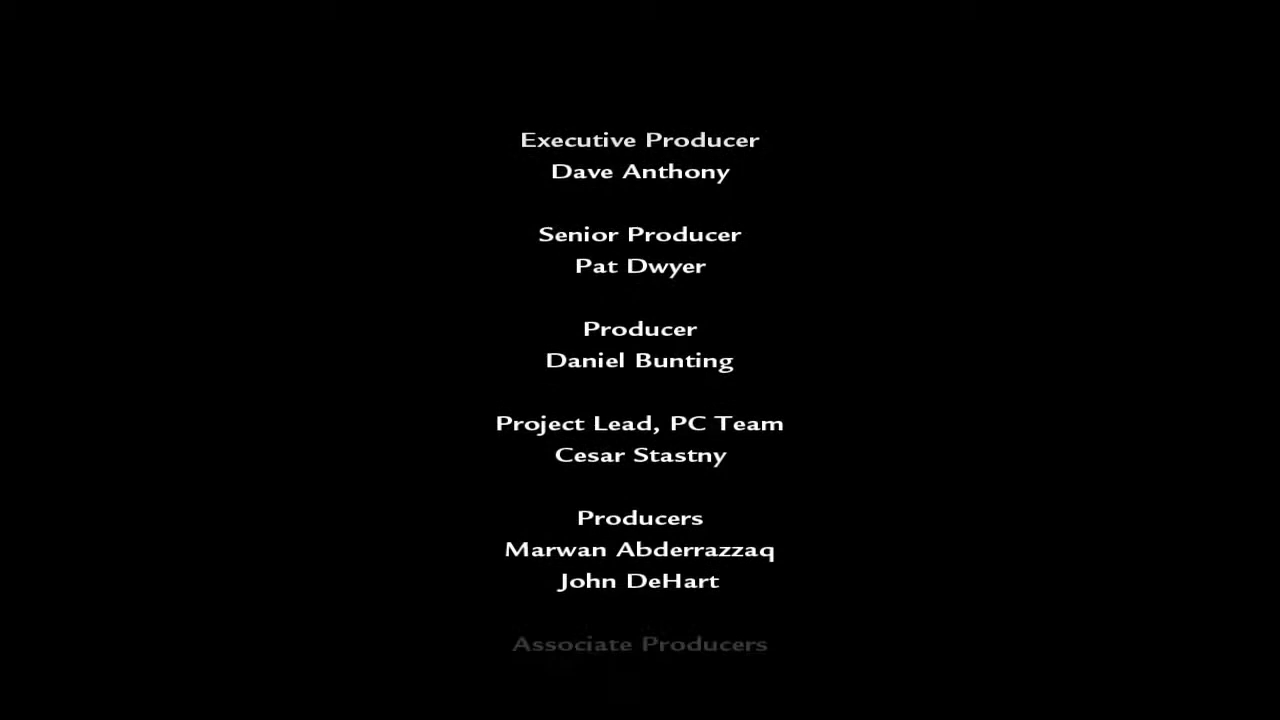 Executive Producer
Dave Anthony
Senior Producer
Pat Dwyer
Producer
Daniel Bunting
Project Lead, PC Team
Cesar Stastny
Producers
Marwan Abderrazzaq
John DeHart
Associate Producers